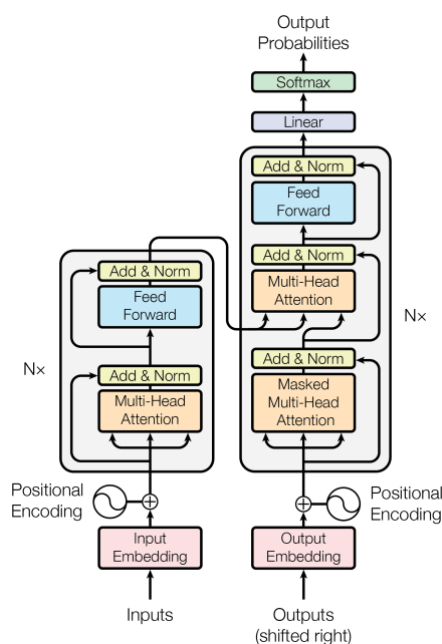 Output
Probabilities
Softmax
Linear
Add & Norm
Feed
Forward
Add & Norm
Multi-Head
Attention
Add & Norm
Masked
Multi-Head
Attention
N×
Add & Norm
Feed
Forward
N×
Add & Norm
Multi-Head
Attention
Positional
Encoding
Positional
Encoding
Input
Embedding
Output
Embedding
Inputs
Outputs
(shifted right)